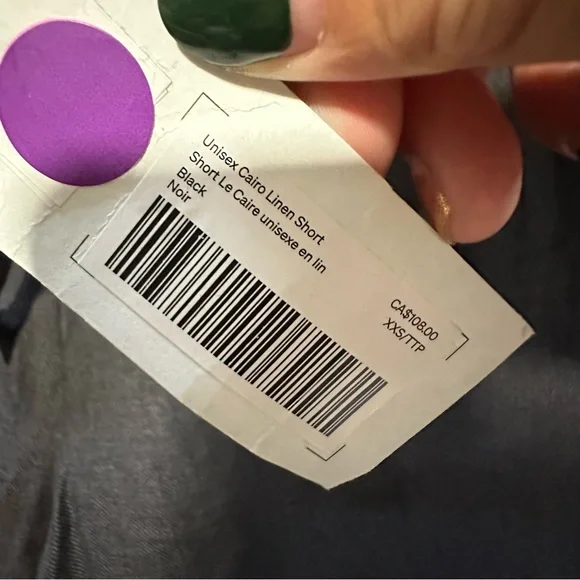 Unisex Cairo Linen Short
Short Le Caire unisexe en lin
Black
Noir
CA$108.00
XXS/TTP